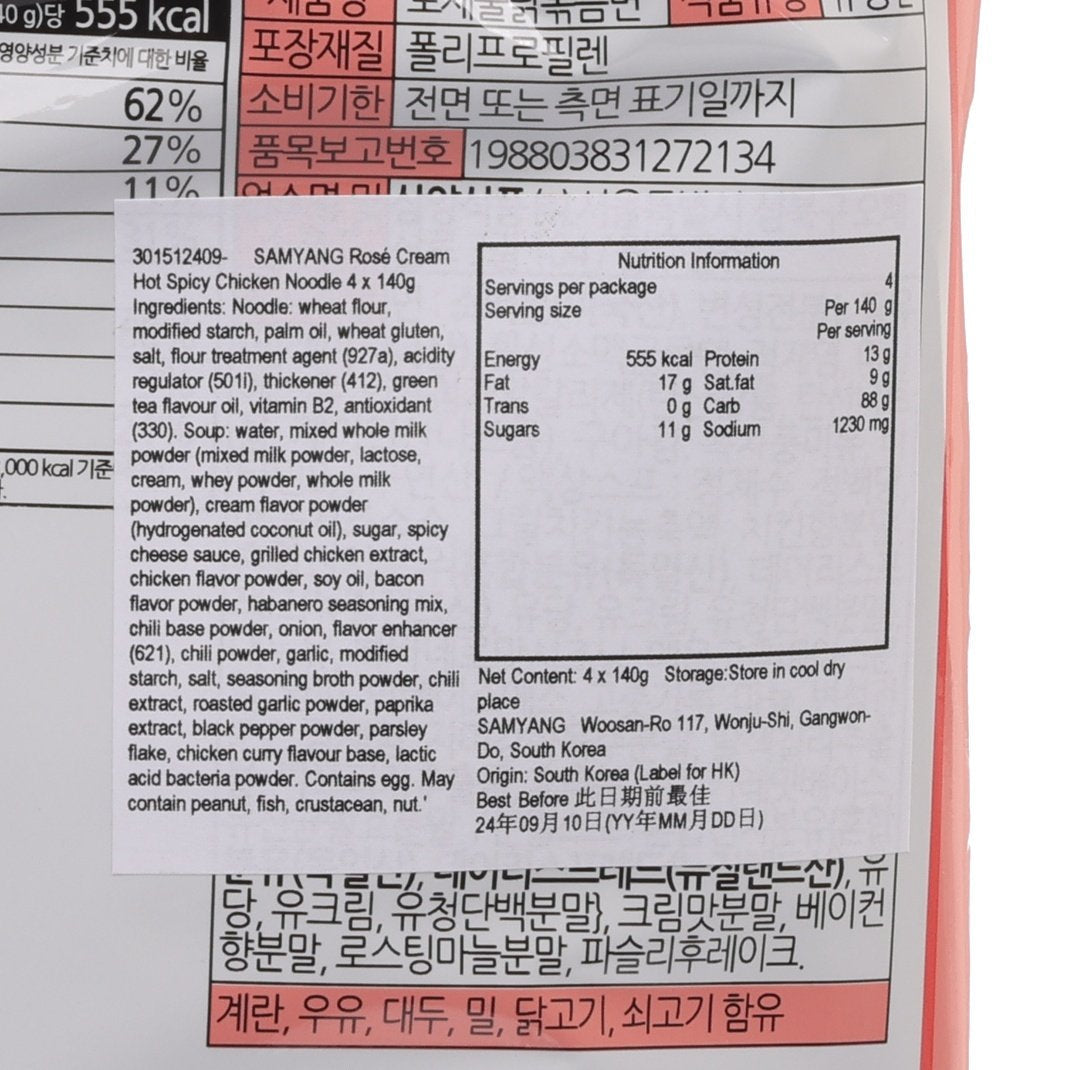 40 g)당 555 kcal
영양성분 기준치에 대한 비율
62%
27%
11%
,000 kcal 기준
포장재질 폴리프로필렌
소비기한 전면 또는 측면 표기일까지
품목보고번호 198803831272134
301512409- SAMYANG Rosé Cream
Hot Spicy Chicken Noodle 4 x 140g
Ingredients: Noodle: wheat flour,
modified starch, palm oil, wheat gluten,
salt, flour treatment agent (927a), acidity
regulator (501i), thickener (412), green
tea flavour oil, vitamin B2, antioxidant
(330). Soup: water, mixed whole milk
powder (mixed milk powder, lactose,
cream, whey powder, whole milk
powder), cream flavor powder
(hydrogenated coconut oil), sugar, spicy
cheese sauce, grilled chicken extract,
chicken flavor powder, soy oil, bacon
flavor powder, habanero seasoning mix,
chili base powder, onion, flavor enhancer
(621), chili powder, garlic, modified
starch, salt, seasoning broth powder, chili
extract, roasted garlic powder, paprika
extract, black pepper powder, parsley
flake, chicken curry flavour base, lactic
acid bacteria powder. Contains egg. May
contain peanut, fish, crustacean, nut.'
Nutrition Information
Servings per package 4
Serving size Per 140 g
Per serving
Energy 555 kcal Protein 13 g
Fat 17 g Sat.fat 9 g
Trans 0 g Carb 88 g
Sugars 11 g Sodium 1230 mg
Net Content: 4 x 140g Storage:Store in cool dry
place
SAMYANG Woosan-Ro 117, Wonju-Shi, Gangwon-
Do, South Korea
Origin: South Korea (Label for HK)
Best Before 此日期前最佳
24年09月10日(YY年MM月DD日)
당, 유크림, 유청단백분말}, 크림맛분말, 베이컨
향분말, 로스팅마늘분말, 파슬리후레이크.
계란, 우유, 대두, 밀, 닭고기, 쇠고기 함유